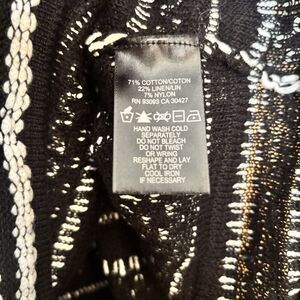 71% COTTON/COTON
22% LINEN/LIN
7% NYLON
RN 93093 CA 30427
HAND WASH COLD
SEPARATELY
DO NOT BLEACH
DO NOT TWIST
OR WRING
RESHAPE AND LAY
FLAT TO DRY
COOL IRON
IF NECESSARY